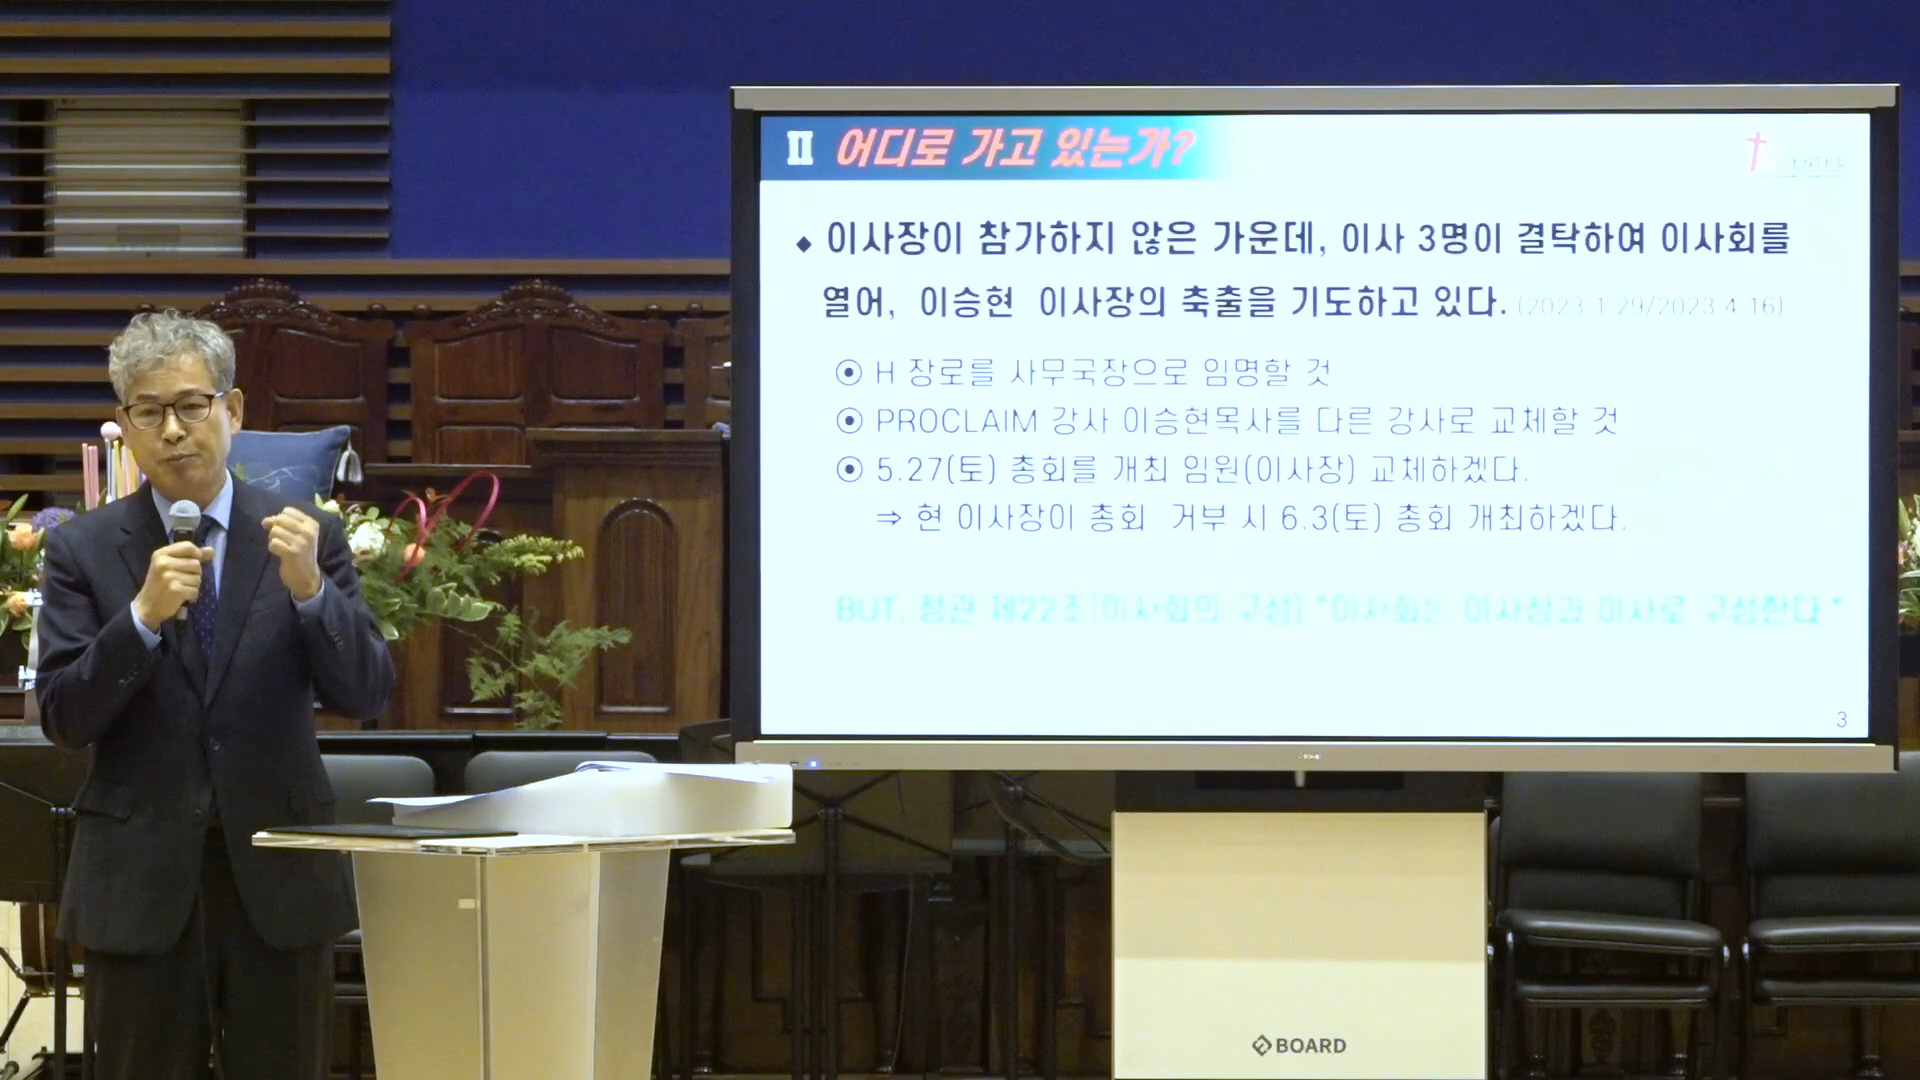 Ⅱ 어디로 가고 있는가?
◆ 이사장이 참가하지 않은 가운데, 이사 3명이 결탁하여 이사회를
열어, 이승현 이사장의 축출을 기도하고 있다. (2023.1.29/2023.4.16)
⊙ H 장로를 사무국장으로 임명할 것
⊙ PROCLAIM 강사 이승현목사를 다른 강사로 교체할 것
⊙ 5.27(토) 총회를 개최 임원(이사장) 교체하겠다.
⇒ 현 이사장이 총회 거부 시 6.3(토) 총회 개최하겠다.
BUT, 정관 제22조(이사회의 구성) "이사회는 이사장과 이사로 구성한다"
3
BOARD